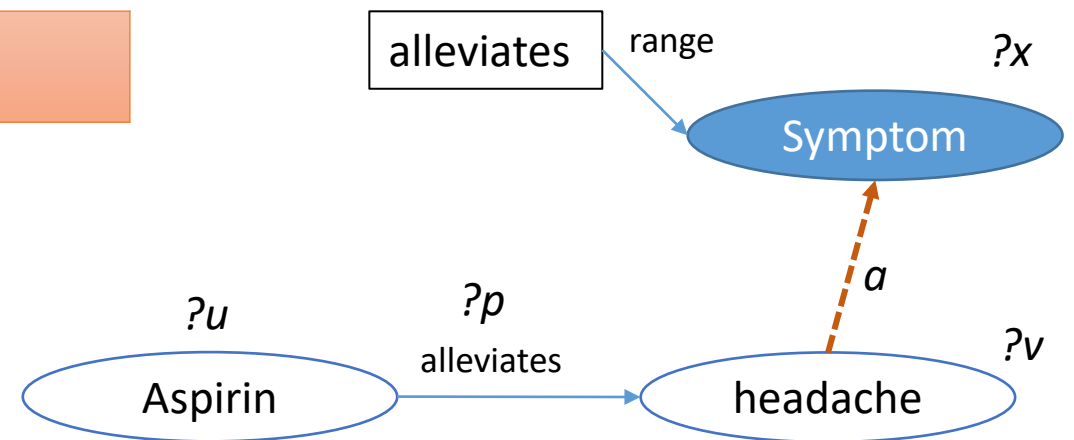 alleviates
range
?x
Symptom
a
?u
?p
alleviates
?v
Aspirin
headache